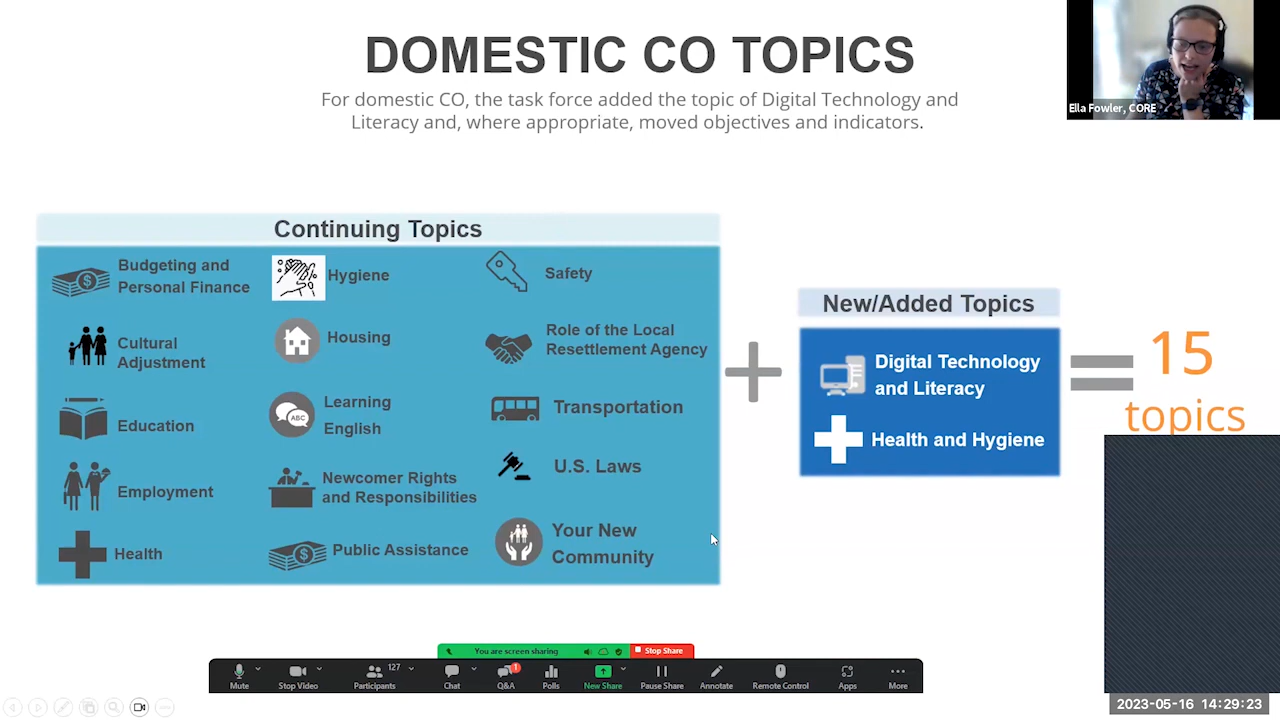 DOMESTIC CO TOPICS
For domestic CO, the task force added the topic of Digital Technology and
Literacy and, where appropriate, moved objectives and indicators.
Ella Fowler, CORE
Continuing Topics
Budgeting and
Personal Finance
Cultural
Adjustment
Education
Employment
Health
Hygiene
Housing
Learning
English
ABC
Newcomer Rights
and Responsibilities
Public Assistance
Safety
Role of the Local
Resettlement Agency
Transportation
U.S. Laws
Your New
Community
New/Added Topics
Digital Technology
and Literacy
Health and Hygiene
15
topics
You are screen sharing
Stop Share
Mute
Stop Video
127
Participants
Chat
1
Q&A
Polls
New Share
Pause Share
Annotate
Remote Control
Apps
More
2023-05-16 14:29:23